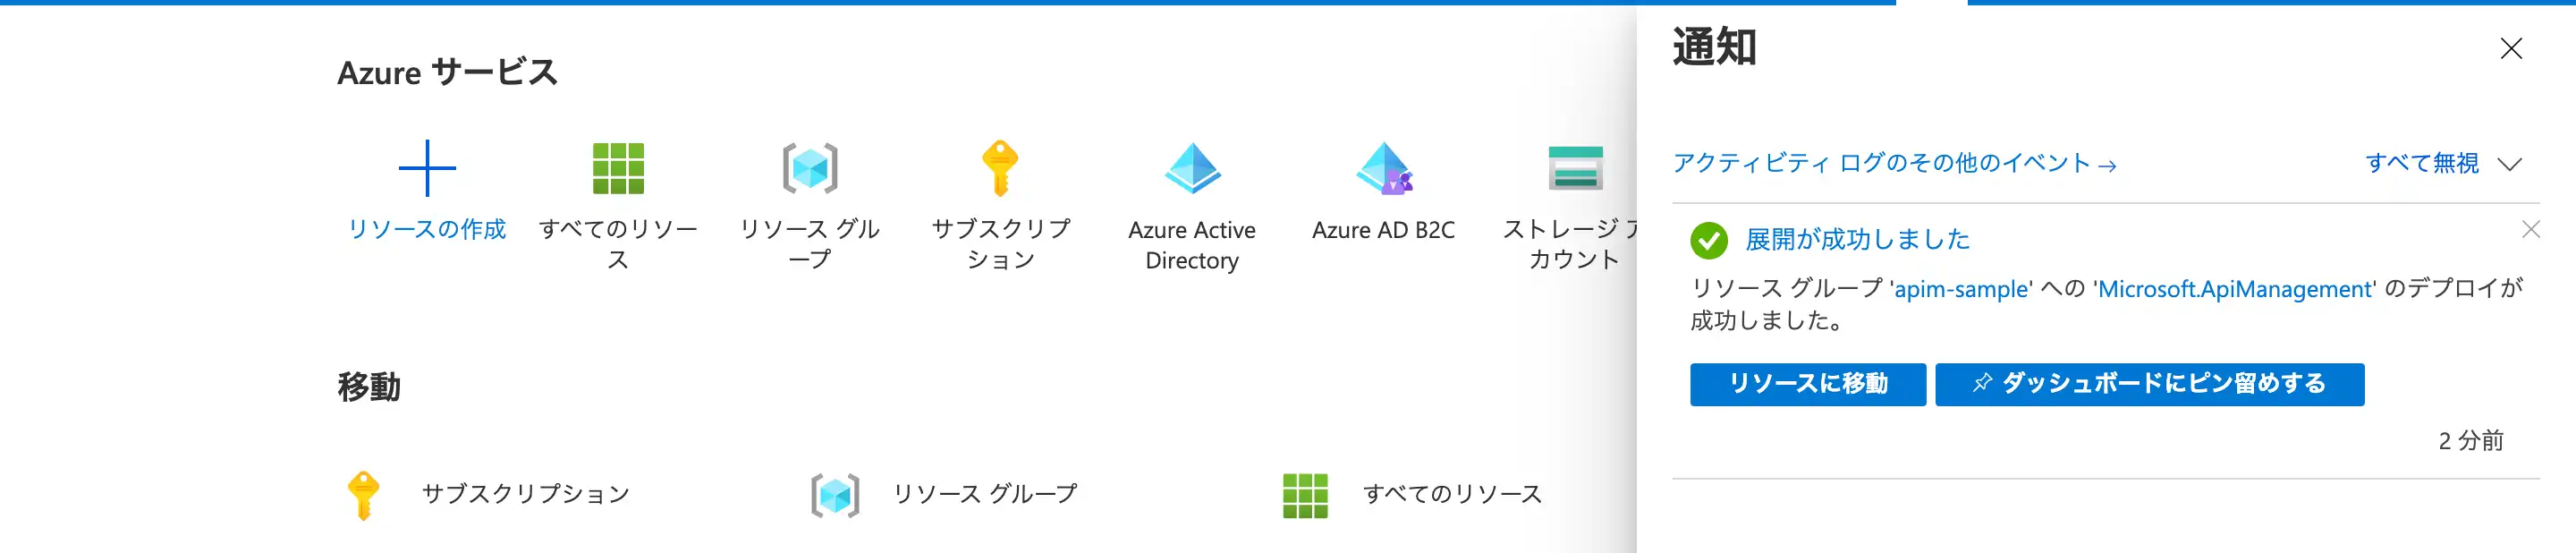 Azure サービス
リソースの作成
すべてのリソー
ス
リソース グル
ープ
サブスクリプ
ション
Azure Active
Directory
Azure AD B2C
ストレージ ア
カウント
移動
サブスクリプション
リソース グループ
すべてのリソース
通知
アクティビティ ログのその他のイベント→
すべて無視
展開が成功しました
リソース グループ 'apim-sample' への 'Microsoft.ApiManagement' のデプロイが
成功しました。
リソースに移動
ダッシュボードにピン留めする
2 分前